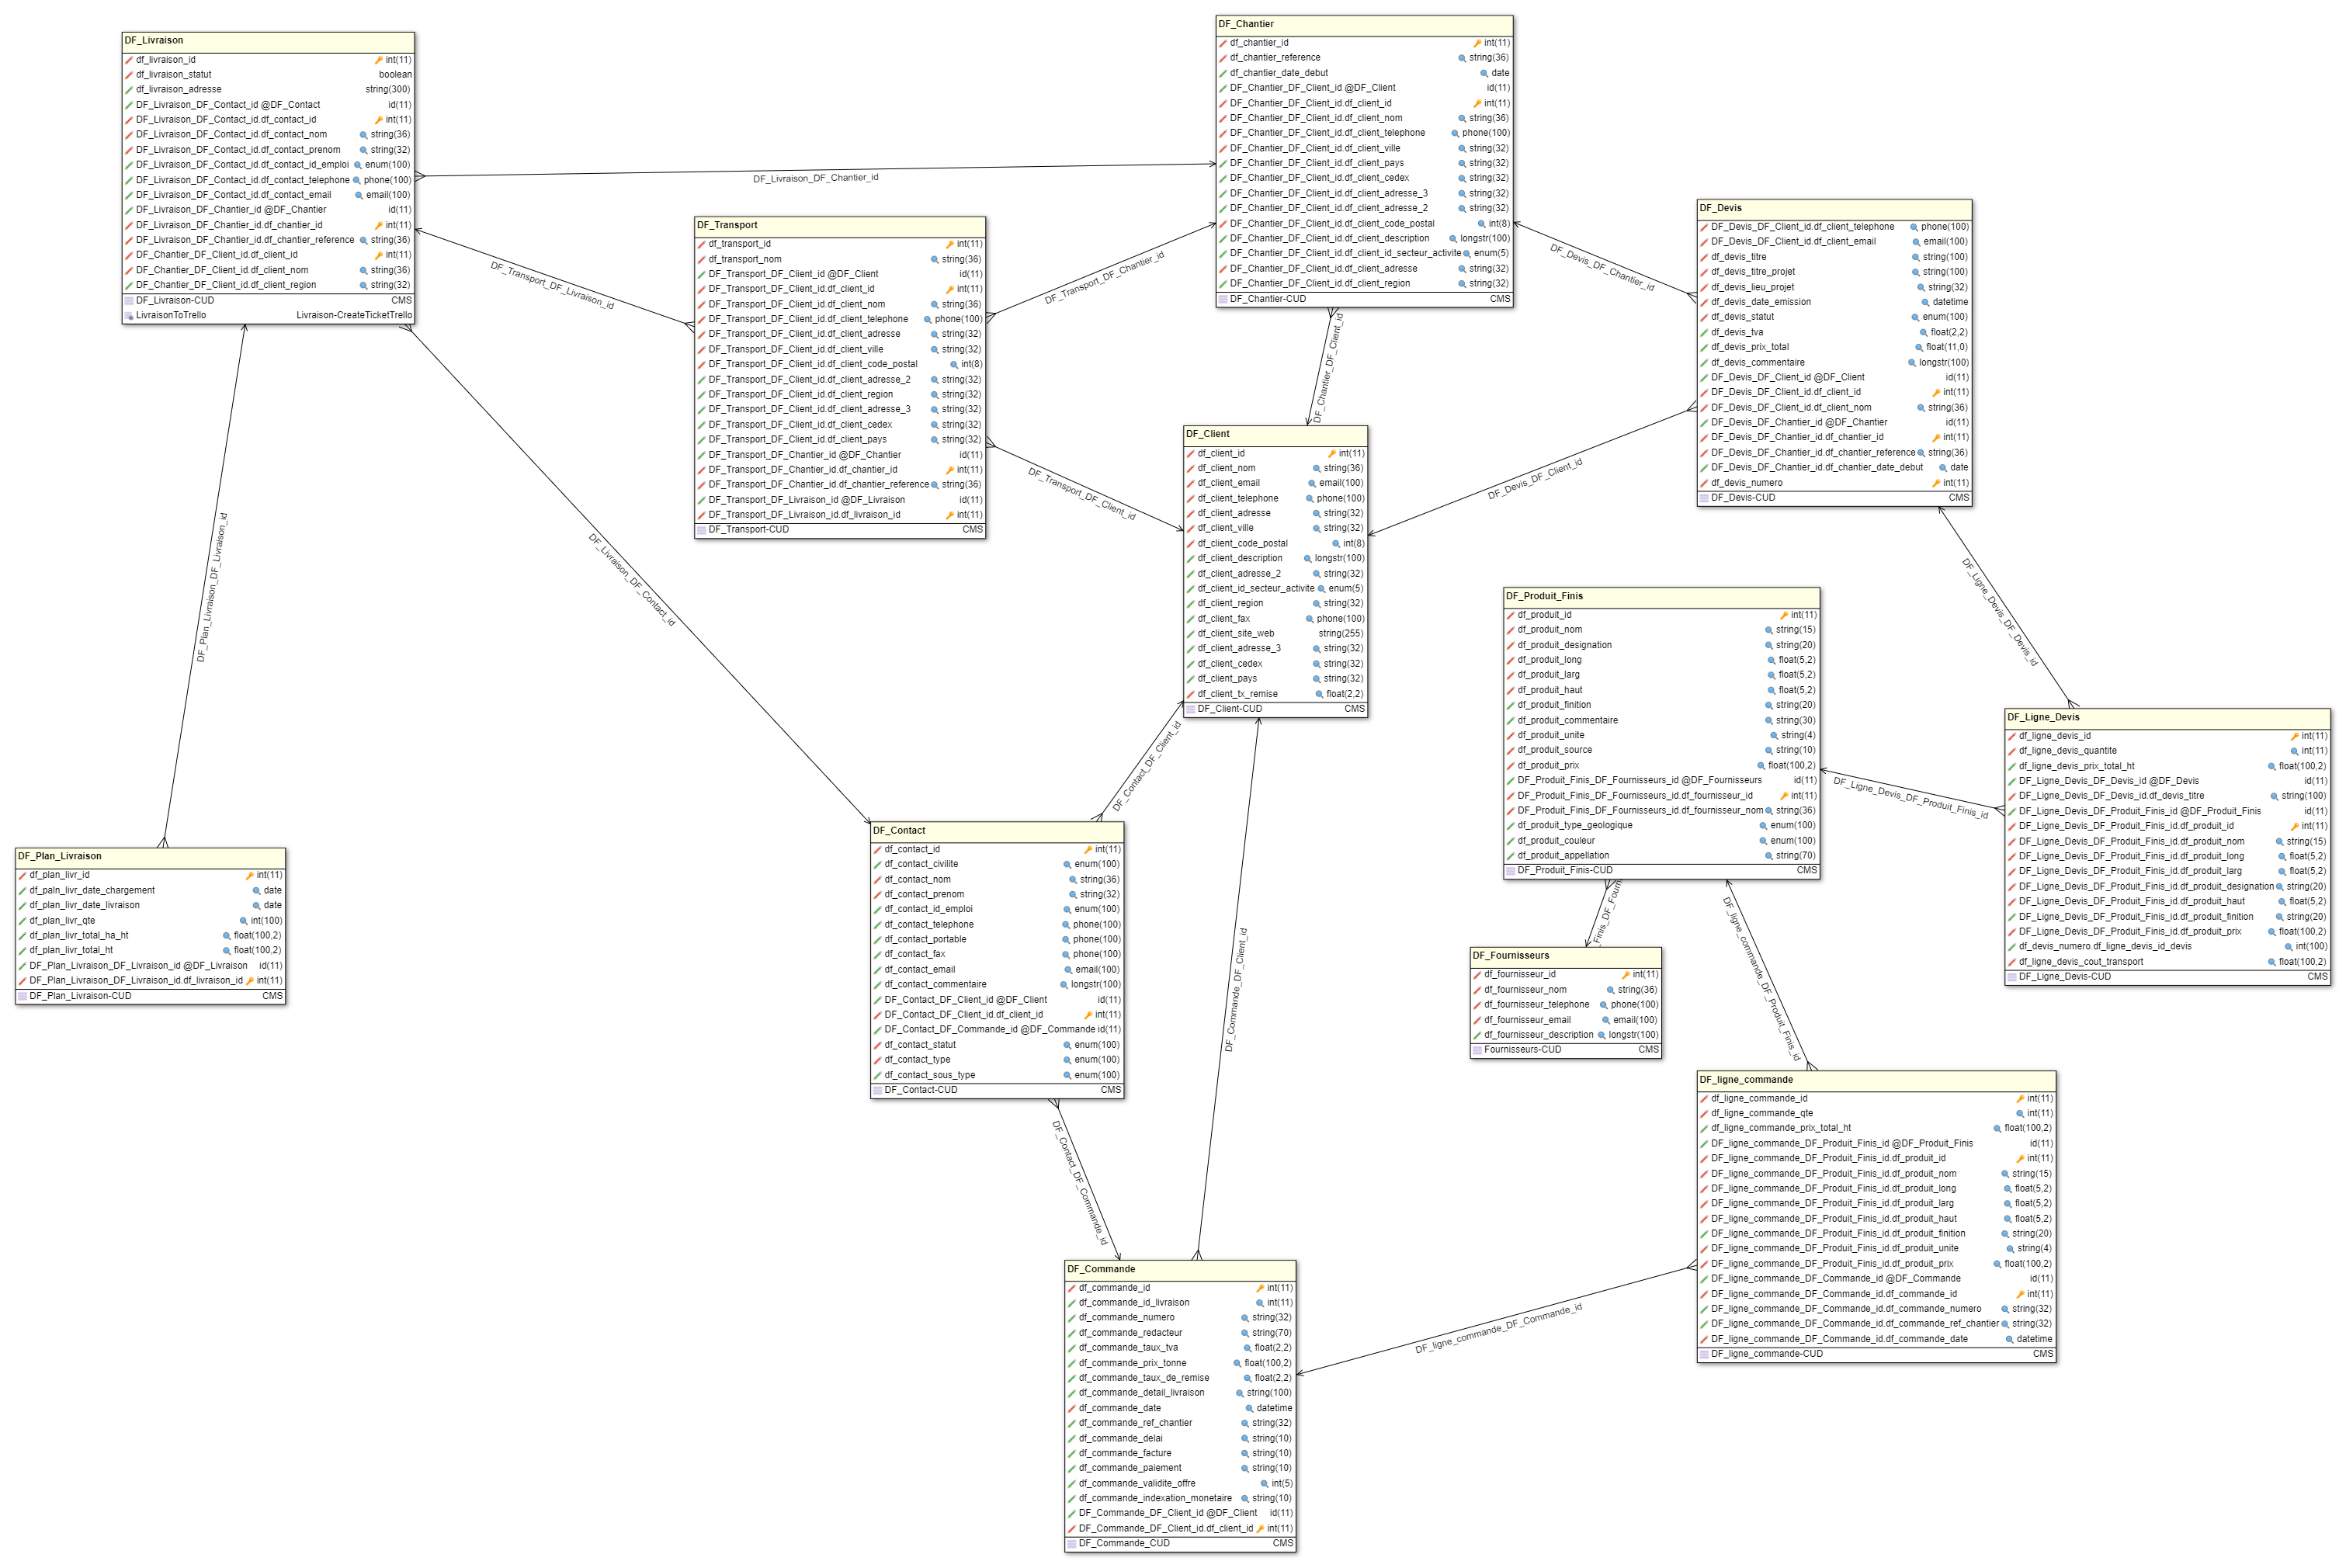 DF_Livraison
df_livraison_id int(11)
df_livraison_statut boolean
df_livraison_adresse string(300)
DF_Livraison_DF_Contact_id @DF_Contact id(11)
DF_Livraison_DF_Contact_id.df_contact_id int(11)
DF_Livraison_DF_Contact_id.df_contact_nom string(36)
DF_Livraison_DF_Contact_id.df_contact_prenom string(32)
DF_Livraison_DF_Contact_id.df_contact_id_emploi enum(100)
DF_Livraison_DF_Contact_id.df_contact_telephone phone(100)
DF_Livraison_DF_Contact_id.df_contact_email email(100)
DF_Livraison_DF_Chantier_id @DF_Chantier id(11)
DF_Livraison_DF_Chantier_id.df_chantier_id int(11)
DF_Livraison_DF_Chantier_id.df_chantier_reference string(36)
DF_Chantier_DF_Client_id.df_client_id int(11)
DF_Chantier_DF_Client_id.df_client_nom string(36)
DF_Chantier_DF_Client_id.df_client_region string(32)
DF_Livraison-CUD CMS
LivraisonToTrello Livraison-CreateTicketTrello
DF_Chantier
df_chantier_id int(11)
df_chantier_reference string(36)
df_chantier_date_debut date
DF_Chantier_DF_Client_id @DF_Client id(11)
DF_Chantier_DF_Client_id.df_client_id int(11)
DF_Chantier_DF_Client_id.df_client_nom string(36)
DF_Chantier_DF_Client_id.df_client_telephone phone(100)
DF_Chantier_DF_Client_id.df_client_ville string(32)
DF_Chantier_DF_Client_id.df_client_pays string(32)
DF_Chantier_DF_Client_id.df_client_cedex string(32)
DF_Chantier_DF_Client_id.df_client_adresse_3 string(32)
DF_Chantier_DF_Client_id.df_client_adresse_2 string(32)
DF_Chantier_DF_Client_id.df_client_code_postal int(8)
DF_Chantier_DF_Client_id.df_client_description longstr(100)
DF_Chantier_DF_Client_id.df_client_id_secteur_activite enum(5)
DF_Chantier_DF_Client_id.df_client_adresse string(32)
DF_Chantier_DF_Client_id.df_client_region string(32)
DF_Chantier-CUD CMS
DF_Livraison_DF_Chantier_id
DF_Transport
df_transport_id int(11)
df_transport_nom string(36)
DF_Transport_DF_Client_id @DF_Client id(11)
DF_Transport_DF_Client_id.df_client_id int(11)
DF_Transport_DF_Client_id.df_client_nom string(36)
DF_Transport_DF_Client_id.df_client_telephone phone(100)
DF_Transport_DF_Client_id.df_client_adresse string(32)
DF_Transport_DF_Client_id.df_client_ville string(32)
DF_Transport_DF_Client_id.df_client_code_postal int(8)
DF_Transport_DF_Client_id.df_client_adresse_2 string(32)
DF_Transport_DF_Client_id.df_client_region string(32)
DF_Transport_DF_Client_id.df_client_adresse_3 string(32)
DF_Transport_DF_Client_id.df_client_cedex string(32)
DF_Transport_DF_Client_id.df_client_pays string(32)
DF_Transport_DF_Chantier_id @DF_Chantier id(11)
DF_Transport_DF_Chantier_id.df_chantier_id int(11)
DF_Transport_DF_Chantier_id.df_chantier_reference string(36)
DF_Transport_DF_Livraison_id @DF_Livraison id(11)
DF_Transport_DF_Livraison_id.df_livraison_id int(11)
DF_Transport-CUD CMS
DF_Transport_DF_Livraison_id
DF_Transport_DF_Chantier_id
DF_Transport_DF_Client_id
DF_Chantier_DF_Client_id
DF_Devis
DF_Devis_DF_Client_id.df_client_telephone phone(100)
DF_Devis_DF_Client_id.df_client_email email(100)
df_devis_titre string(100)
df_devis_titre_projet string(100)
df_devis_lieu_projet string(32)
df_devis_date_emission datetime
df_devis_statut enum(100)
df_devis_tva float(2,2)
df_devis_prix_total float(11,0)
df_devis_commentaire longstr(100)
DF_Devis_DF_Client_id @DF_Client id(11)
DF_Devis_DF_Client_id.df_client_id int(11)
DF_Devis_DF_Client_id.df_client_nom string(36)
DF_Devis_DF_Chantier_id @DF_Chantier id(11)
DF_Devis_DF_Chantier_id.df_chantier_id int(11)
DF_Devis_DF_Chantier_id.df_chantier_reference string(36)
DF_Devis_DF_Chantier_id.df_chantier_date_debut date
df_devis_numero int(11)
DF_Devis-CUD CMS
DF_Devis_DF_Chantier_id
DF_Devis_DF_Client_id
DF_Client
df_client_id int(11)
df_client_nom string(36)
df_client_email email(100)
df_client_telephone phone(100)
df_client_adresse string(32)
df_client_ville string(32)
df_client_code_postal int(8)
df_client_description longstr(100)
df_client_adresse_2 string(32)
df_client_id_secteur_activite enum(5)
df_client_region string(32)
df_client_fax phone(100)
df_client_site_web string(255)
df_client_adresse_3 string(32)
df_client_cedex string(32)
df_client_pays string(32)
df_client_tx_remise float(2,2)
DF_Client-CUD CMS
DF_Plan_Livraison_DF_Livraison_id
DF_Livraison_DF_Contact_id
DF_Contact_DF_Client_id
DF_Ligne_Devis_DF_Devis_id
DF_Produit_Finis
df_produit_id int(11)
df_produit_nom string(15)
df_produit_designation string(20)
df_produit_long float(5,2)
df_produit_larg float(5,2)
df_produit_haut float(5,2)
df_produit_finition string(20)
df_produit_commentaire string(30)
df_produit_unite string(4)
df_produit_source string(10)
df_produit_prix float(100,2)
DF_Produit_Finis_DF_Fournisseurs_id @DF_Fournisseurs id(11)
DF_Produit_Finis_DF_Fournisseurs_id.df_fournisseur_id int(11)
DF_Produit_Finis_DF_Fournisseurs_id.df_fournisseur_nom string(36)
df_produit_type_geologique enum(100)
df_produit_couleur enum(100)
df_produit_appellation string(70)
DF_Produit_Finis-CUD CMS
DF_Ligne_Devis_DF_Produit_Finis_id
DF_Ligne_Devis
df_ligne_devis_id int(11)
df_ligne_devis_quantite int(11)
df_ligne_devis_prix_total_ht float(100,2)
DF_Ligne_Devis_DF_Devis_id @DF_Devis id(11)
DF_Ligne_Devis_DF_Devis_id.df_devis_titre string(100)
DF_Ligne_Devis_DF_Produit_Finis_id @DF_Produit_Finis id(11)
DF_Ligne_Devis_DF_Produit_Finis_id.df_produit_id int(11)
DF_Ligne_Devis_DF_Produit_Finis_id.df_produit_nom string(15)
DF_Ligne_Devis_DF_Produit_Finis_id.df_produit_long float(5,2)
DF_Ligne_Devis_DF_Produit_Finis_id.df_produit_larg float(5,2)
DF_Ligne_Devis_DF_Produit_Finis_id.df_produit_designation string(20)
DF_Ligne_Devis_DF_Produit_Finis_id.df_produit_haut float(5,2)
DF_Ligne_Devis_DF_Produit_Finis_id.df_produit_finition string(20)
DF_Ligne_Devis_DF_Produit_Finis_id.df_produit_prix float(100,2)
df_devis_numero.df_ligne_devis_id_devis int(100)
df_ligne_devis_cout_transport float(100,2)
DF_Ligne_Devis-CUD CMS
DF_Plan_Livraison
df_plan_livr_id int(11)
df_paln_livr_date_chargement date
df_plan_livr_date_livraison date
df_plan_livr_qte int(100)
df_plan_livr_total_ha_ht float(100,2)
df_plan_livr_total_ht float(100,2)
DF_Plan_Livraison_DF_Livraison_id @DF_Livraison id(11)
DF_Plan_Livraison_DF_Livraison_id.df_livraison_id int(11)
DF_Plan_Livraison-CUD CMS
DF_Contact
df_contact_id int(11)
df_contact_civilite enum(100)
df_contact_nom string(36)
df_contact_prenom string(32)
df_contact_id_emploi enum(100)
df_contact_telephone phone(100)
df_contact_portable phone(100)
df_contact_fax phone(100)
df_contact_email email(100)
df_contact_commentaire longstr(100)
DF_Contact_DF_Client_id @DF_Client id(11)
DF_Contact_DF_Client_id.df_client_id int(11)
DF_Contact_DF_Commande_id @DF_Commande id(11)
df_contact_statut enum(100)
df_contact_type enum(100)
df_contact_sous_type enum(100)
DF_Contact-CUD CMS
DF_Commande_DF_Client_id
_Finis_DF_Fourni
DF_Fournisseurs
df_fournisseur_id int(11)
df_fournisseur_nom string(36)
df_fournisseur_telephone phone(100)
df_fournisseur_email email(100)
df_fournisseur_description longstr(100)
Fournisseurs-CUD CMS
DF_ligne_commande_DF_Produit_Finis_id
DF_ligne_commande
df_ligne_commande_id int(11)
df_ligne_commande_qte int(11)
df_ligne_commande_prix_total_ht float(100,2)
DF_ligne_commande_DF_Produit_Finis_id @DF_Produit_Finis id(11)
DF_ligne_commande_DF_Produit_Finis_id.df_produit_id int(11)
DF_ligne_commande_DF_Produit_Finis_id.df_produit_nom string(15)
DF_ligne_commande_DF_Produit_Finis_id.df_produit_long float(5,2)
DF_ligne_commande_DF_Produit_Finis_id.df_produit_larg float(5,2)
DF_ligne_commande_DF_Produit_Finis_id.df_produit_haut float(5,2)
DF_ligne_commande_DF_Produit_Finis_id.df_produit_finition string(20)
DF_ligne_commande_DF_Produit_Finis_id.df_produit_unite string(4)
DF_ligne_commande_DF_Produit_Finis_id.df_produit_prix float(100,2)
DF_ligne_commande_DF_Commande_id @DF_Commande id(11)
DF_ligne_commande_DF_Commande_id.df_commande_id int(11)
DF_ligne_commande_DF_Commande_id.df_commande_numero string(32)
DF_ligne_commande_DF_Commande_id.df_commande_ref_chantier string(32)
DF_ligne_commande_DF_Commande_id.df_commande_date datetime
DF_ligne_commande-CUD CMS
DF_Contact_DF_Commande_id
DF_ligne_commande_DF_Commande_id
DF_Commande
df_commande_id int(11)
df_commande_id_livraison int(11)
df_commande_numero string(32)
df_commande_redacteur string(70)
df_commande_taux_tva float(2,2)
df_commande_prix_tonne float(100,2)
df_commande_taux_de_remise float(2,2)
df_commande_detail_livraison string(100)
df_commande_date datetime
df_commande_ref_chantier string(32)
df_commande_delai string(10)
df_commande_facture string(10)
df_commande_paiement string(10)
df_commande_validite_offre int(5)
df_commande_indexation_monetaire string(10)
DF_Commande_DF_Client_id @DF_Client id(11)
DF_Commande_DF_Client_id.df_client_id int(11)
DF_Commande_CUD CMS